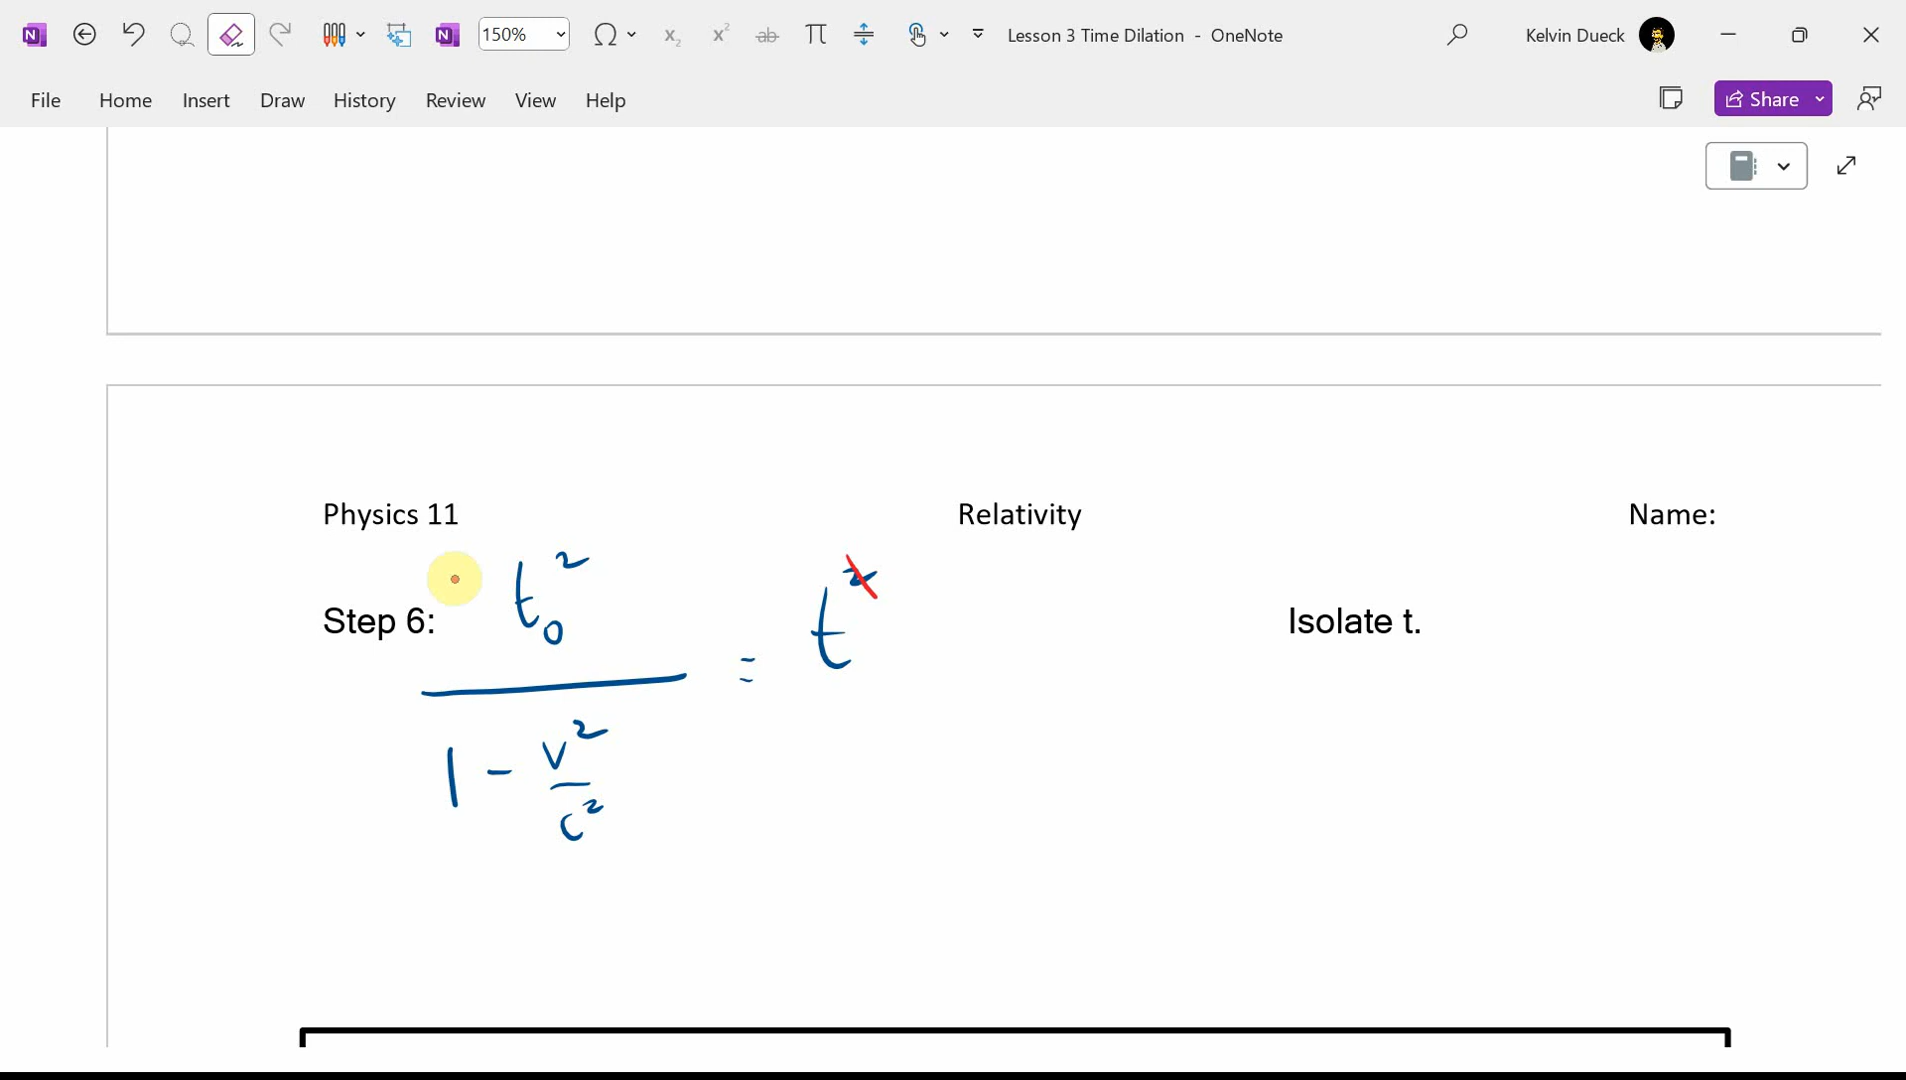 150% Lesson 3 Time Dilation - OneNote Kelvin Dueck
File Home Insert Draw History Review View Help Share
Physics 11 Relativity Name:
t₀² = t²
Step 6: Isolate t.
1 - v²
c²